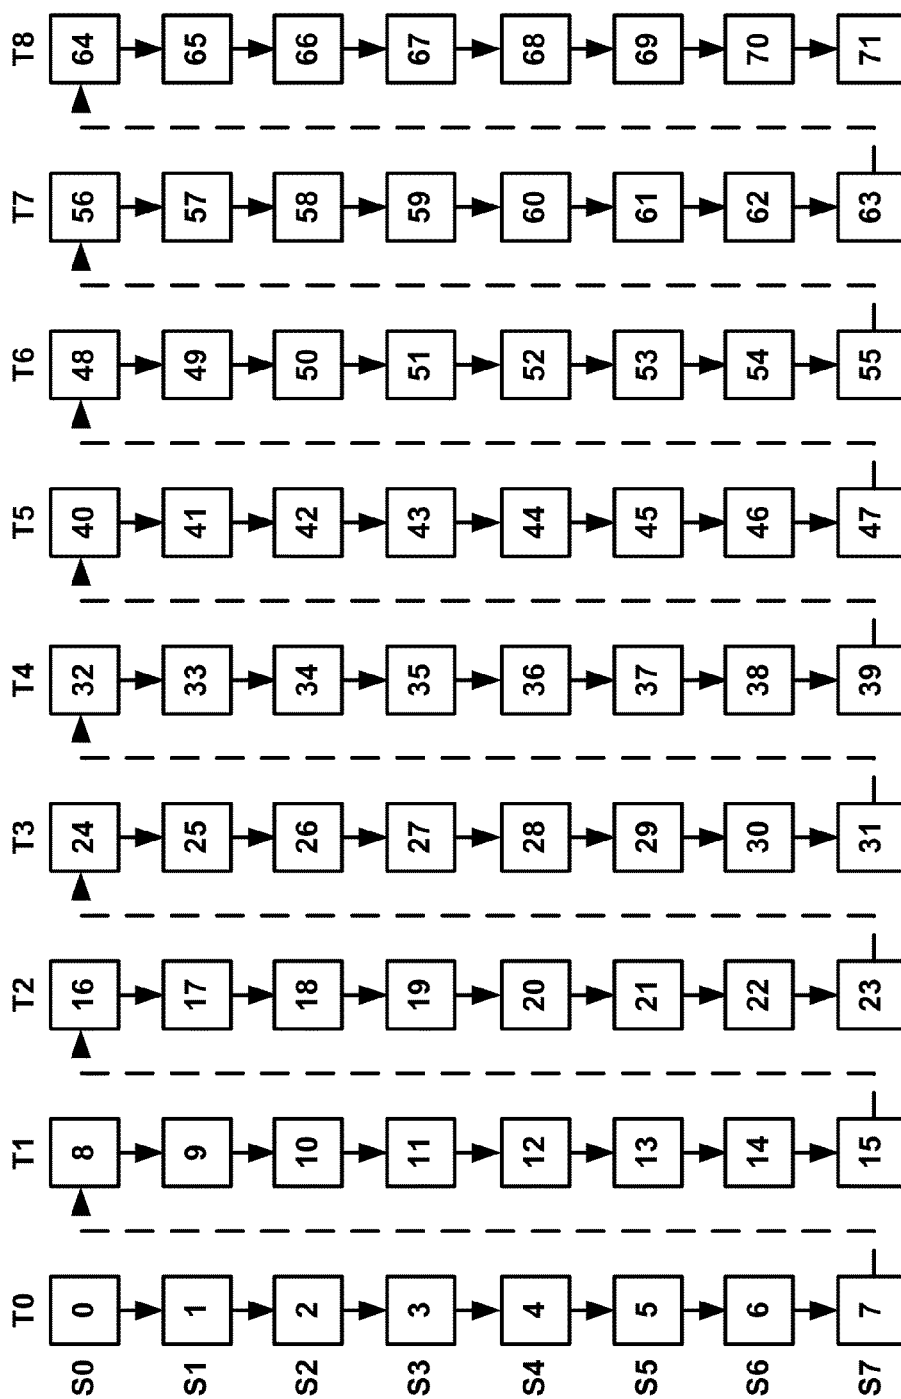 T0 T1 T2 T3 T4 T5 T6 T7 T8
S0 0 8 16 24 32 40 48 56 64
S1 1 9 17 25 33 41 49 57 65
S2 2 10 18 26 34 42 50 58 66
S3 3 11 19 27 35 43 51 59 67
S4 4 12 20 28 36 44 52 60 68
S5 5 13 21 29 37 45 53 61 69
S6 6 14 22 30 38 46 54 62 70
S7 7 15 23 31 39 47 55 63 71